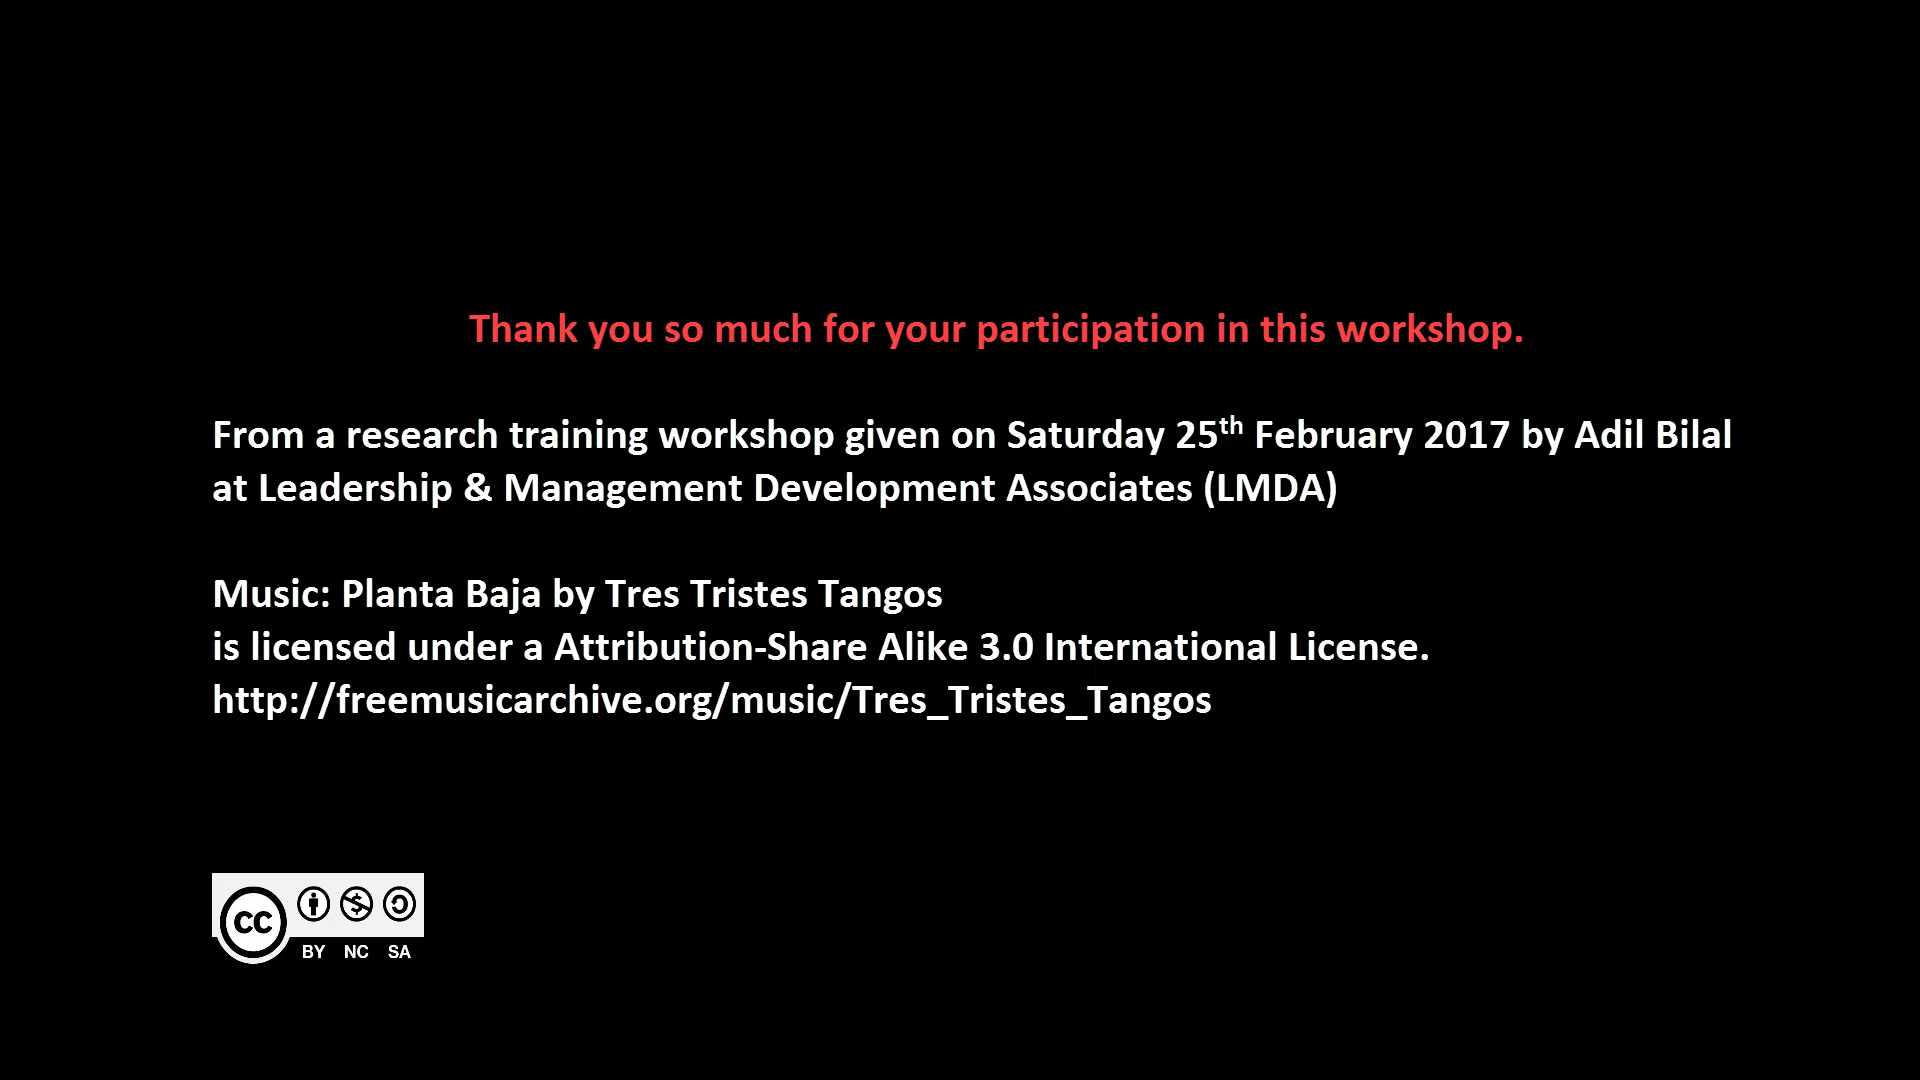 Thank you so much for your participation in this workshop.
From a research training workshop given on Saturday 25th February 2017 by Adil Bilal
at Leadership & Management Development Associates (LMDA)
Music: Planta Baja by Tres Tristes Tangos
is licensed under a Attribution-Share Alike 3.0 International License.
http://freemusicarchive.org/music/Tres_Tristes_Tangos
cc
BY NC SA